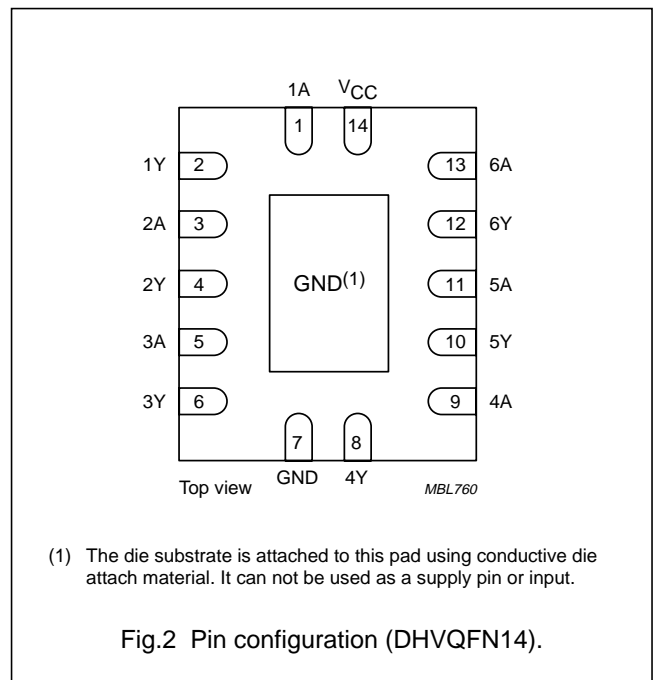 1A VCC
1 14
1Y 2 13 6A
2A 3 12 6Y
2Y 4 GND(1) 11 5A
3A 5 10 5Y
3Y 6 9 4A
7 8
Top view GND 4Y MBL760
(1) The die substrate is attached to this pad using conductive die
attach material. It can not be used as a supply pin or input.
Fig.2 Pin configuration (DHVQFN14).